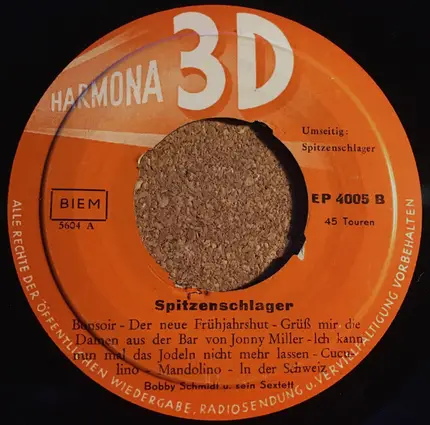 HARMONA 3D
Umseitig:
Spitzenschlager
BIEM
5604 A
EP 4005 B
45 Touren
Spitzenschlager
Bonsoir - Der neue Frühjahrshut - Grüß mir die
Damen aus der Bar von Jonny Miller - Ich kann
nun mal das Jodeln nicht mehr lassen - Cucu
lino - Mandolino - In der Schweiz
Bobby Schmidt u. sein Sextett
ALLE RECHTE DER ÖFFENTLICHEN WIEDERGABE, RADIOSENDUNG u. VERVIELFÄLTIGUNG VORBEHALTEN